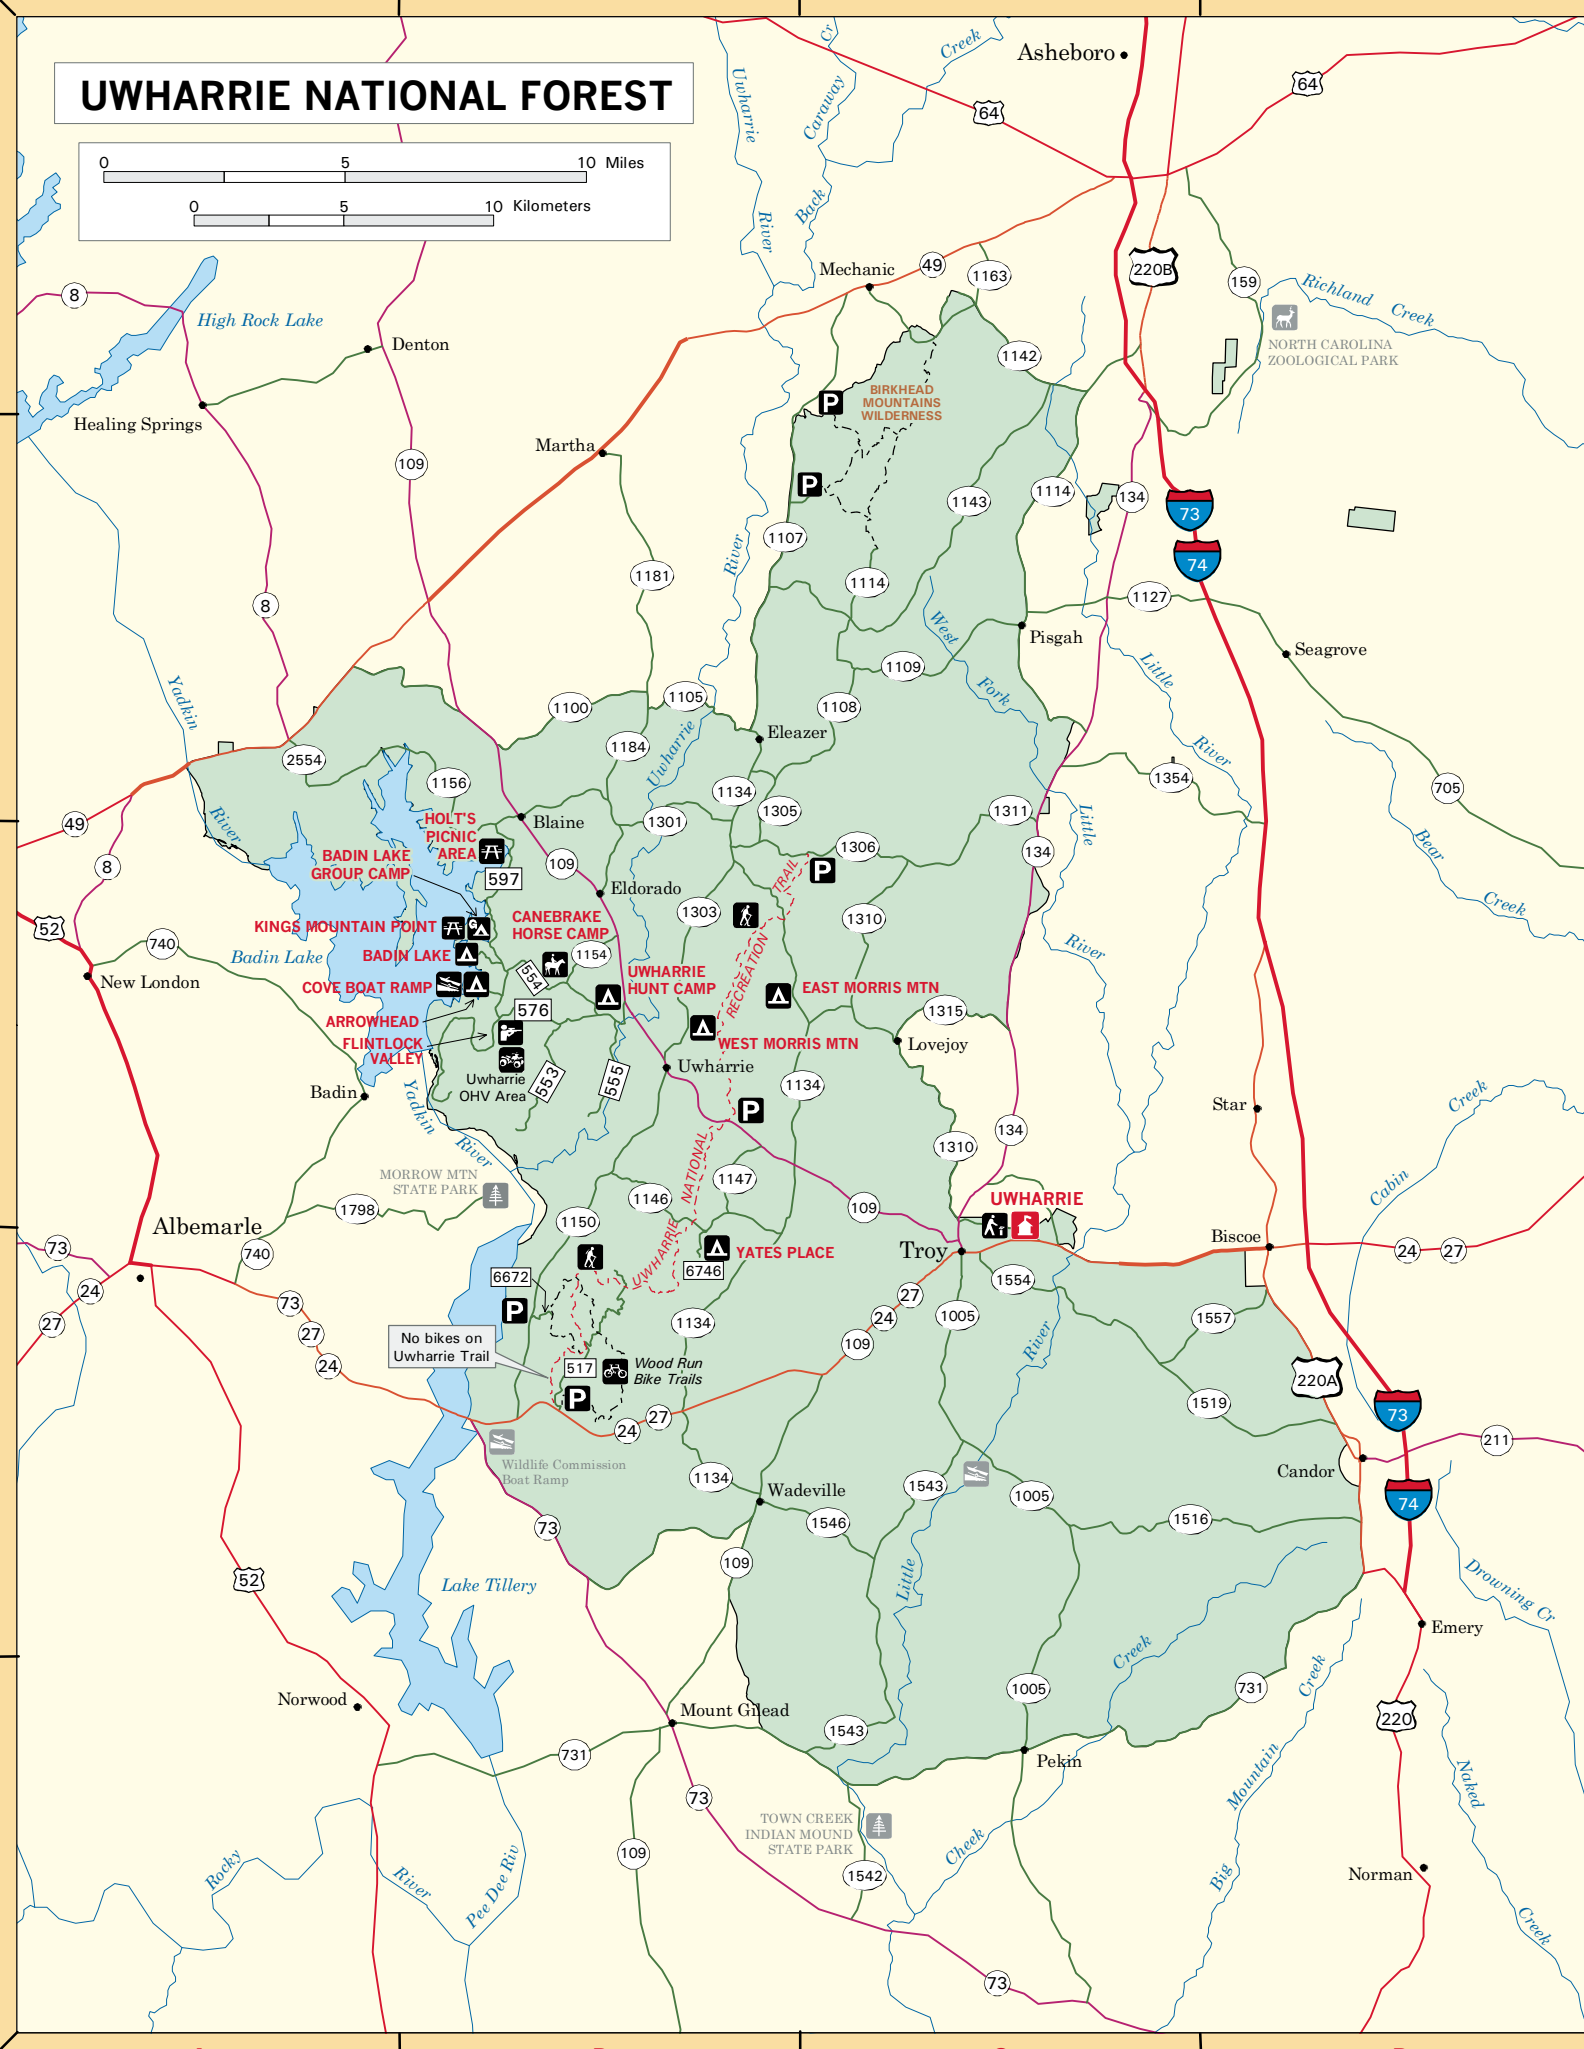 UWHARRIE NATIONAL FOREST
0 5 10 Miles
0 5 10 Kilometers
Asheboro
64
64
Uwharrie
River
Back
Caraway
Cr
Creek
Mechanic
49
1163
220B
159
Richland Creek
NORTH CAROLINA
ZOOLOGICAL PARK
8
High Rock Lake
Denton
Healing Springs
1142
BIRKHEAD
MOUNTAINS
WILDERNESS
P
P
Martha
109
1143
1114
134
73
74
1107
River
1181
1114
8
1127
West
Fork
Pisgah
Seagrove
Little
River
1109
Yadkin
River
1100
1105
1108
Eleazer
1184
Uwharrie
2554
1156
1134
1305
1354
705
1311
Little
River
49
HOLT'S
PICNIC
AREA
Blaine
1301
1306
134
Bear
Creek
8
BADIN LAKE
GROUP CAMP
597
109
TRAIL
P
Eldorado
52
740
KINGS MOUNTAIN POINT
G
CANEBRAKE
HORSE CAMP
1303
1310
Badin Lake
BADIN LAKE
1154
RECREATION
New London
COVE BOAT RAMP
554
UWHARRIE
HUNT CAMP
EAST MORRIS MTN
576
1315
ARROWHEAD
FLINTLOCK
VALLEY
WEST MORRIS MTN
Lovejoy
Uwharrie
Uwharrie
OHV Area
553
555
1134
Badin
Yadkin
River
P
Star
Creek
Cabin
134
1310
NATIONAL
MORROW MTN
STATE PARK
1147
1146
UWHARRIE
1798
109
Albemarle
1150
UWHARRIE
Troy
Biscoe
73
740
YATES PLACE
24 27
6672
6746
1554
24
27
73
27
24
P
27
24
109
1005
River
1557
1134
No bikes on
Uwharrie Trail
517
Wood Run
Bike Trails
P
220A
73
1519
27
24
211
Wildlife Commission
Boat Ramp
Candor
1134
Wadeville
1543
1005
74
1546
1516
73
109
Lake Tillery
52
Little
Drowning Cr
Emery
Creek
Creek
1005
731
Norwood
Mount Gilead
1543
220
731
Pekin
Mountain
Naked
73
TOWN CREEK
INDIAN MOUND
STATE PARK
109
Cheek
1542
Rocky
River
Pee Dee Riv
Big
Norman
Creek
73